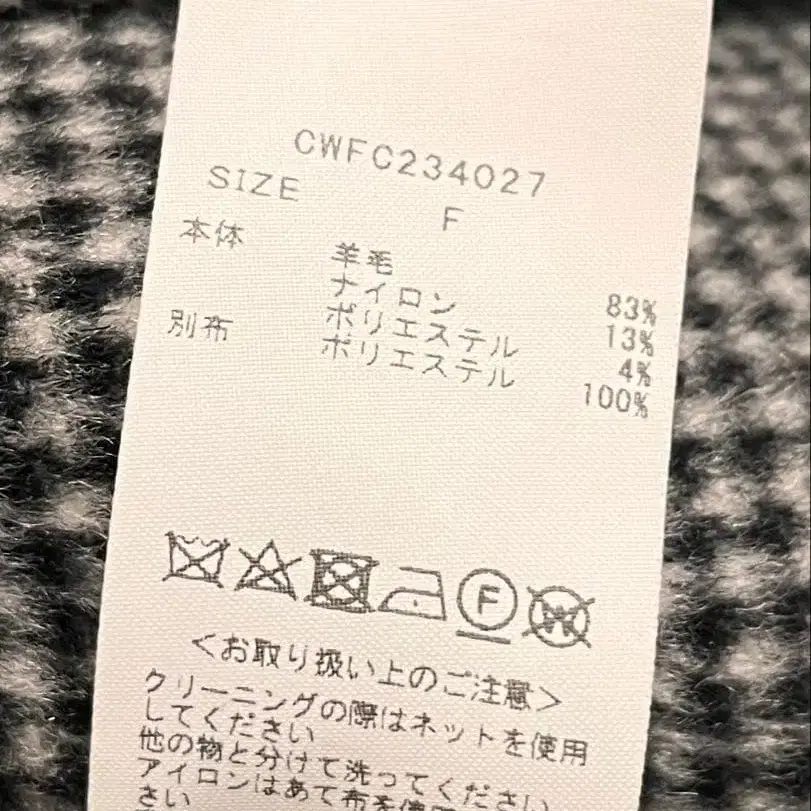 CWFC234027
SIZE F
本体 羊毛 83%
ナイロン 13%
ポリエステル 4%
別布 ポリエステル 100%
F
W
<お取り扱い上のご注意>
クリーニングの際はネットを使用
してください
他の物と分けて洗ってください
アイロンはあて布を使用
さい